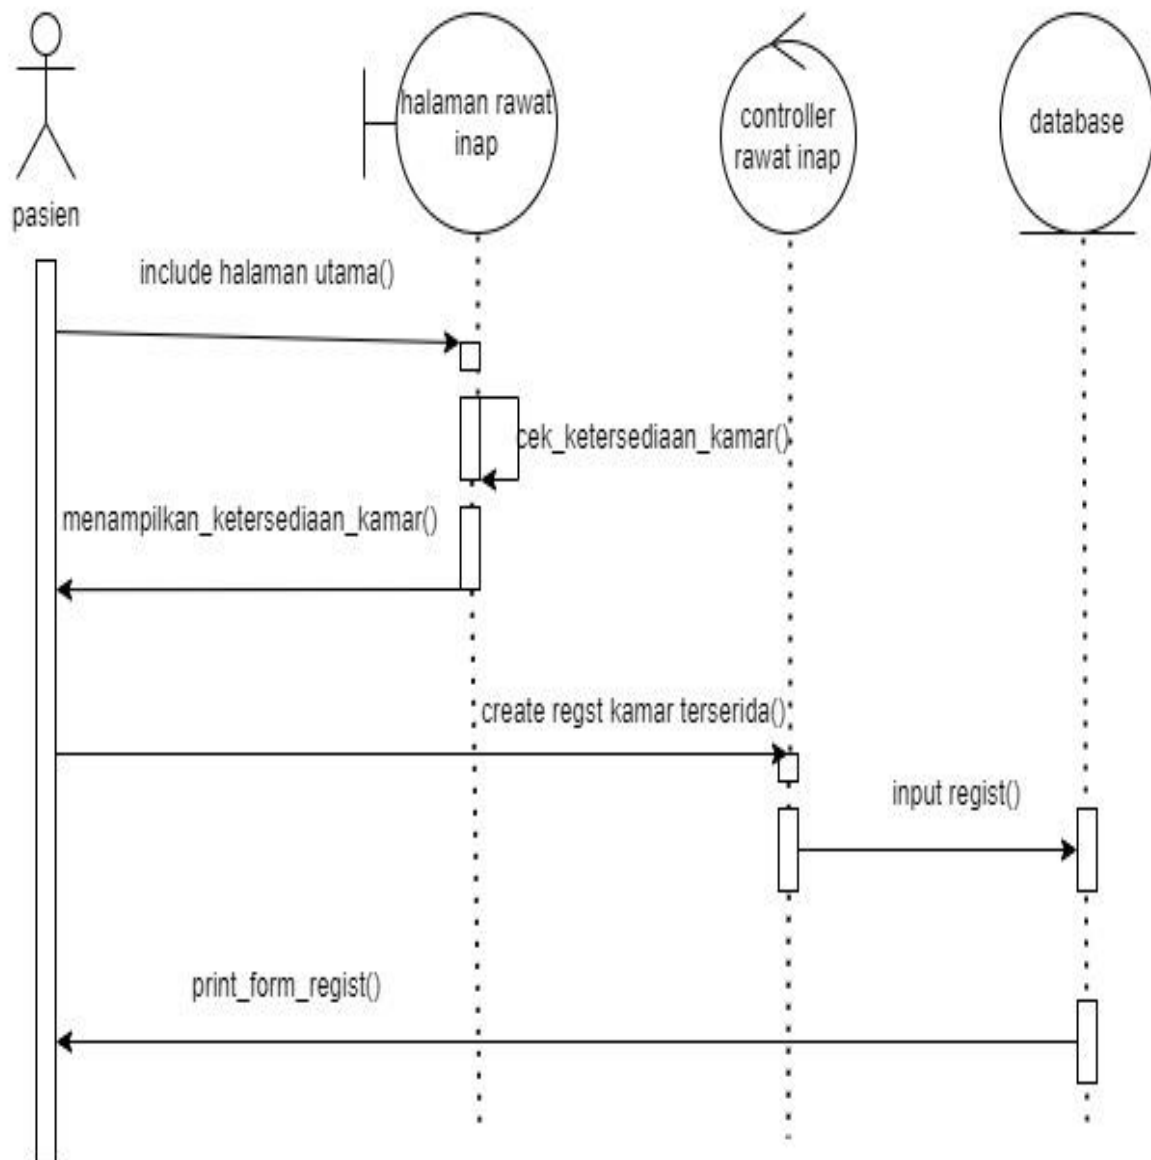 halaman rawat
inap
controller
rawat inap
database
pasien
include halaman utama()
cek_ketersediaan_kamar()
menampilkan_ketersediaan_kamar()
create regst kamar terserida()
input regist()
print_form_regist()